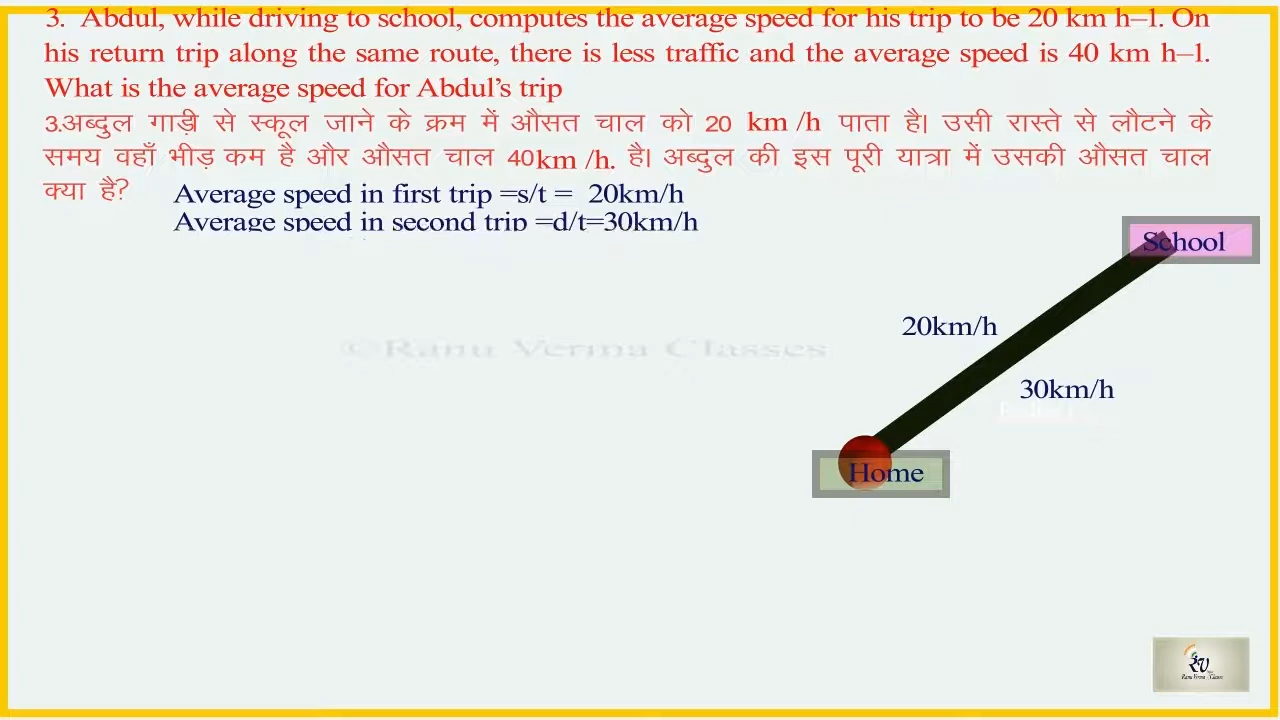 3. Abdul, while driving to school, computes the average speed for his trip to be 20 km h–l. On
his return trip along the same route, there is less traffic and the average speed is 40 km h–l.
What is the average speed for Abdul’s trip
3.अब्दुल गाड़ी से स्कूल जाने के क्रम में औसत चाल को 20 km /h पाता है। उसी रास्ते से लौटने के
समय वहाँ भीड़ कम है और औसत चाल 40km /h. है। अब्दुल की इस पूरी यात्रा में उसकी औसत चाल
क्या है?
Average speed in first trip =s/t = 20km/h
Average speed in second trip =d/t=30km/h
School
20km/h
©Ranu Verma Classes
30km/h
Home
Ranu Verma Classes